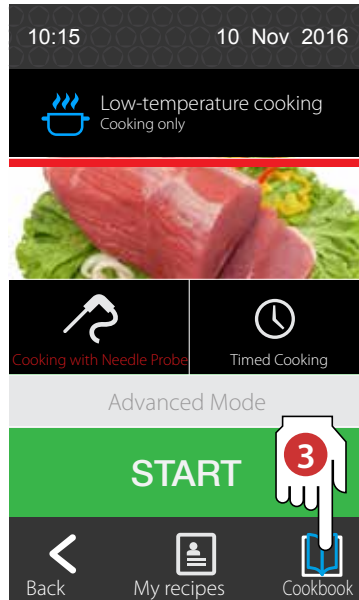 10:15 10 Nov 2016
Low-temperature cooking
Cooking only
Cooking with Needle Probe Timed Cooking
Advanced Mode
START
3
Back My recipes Cookbook